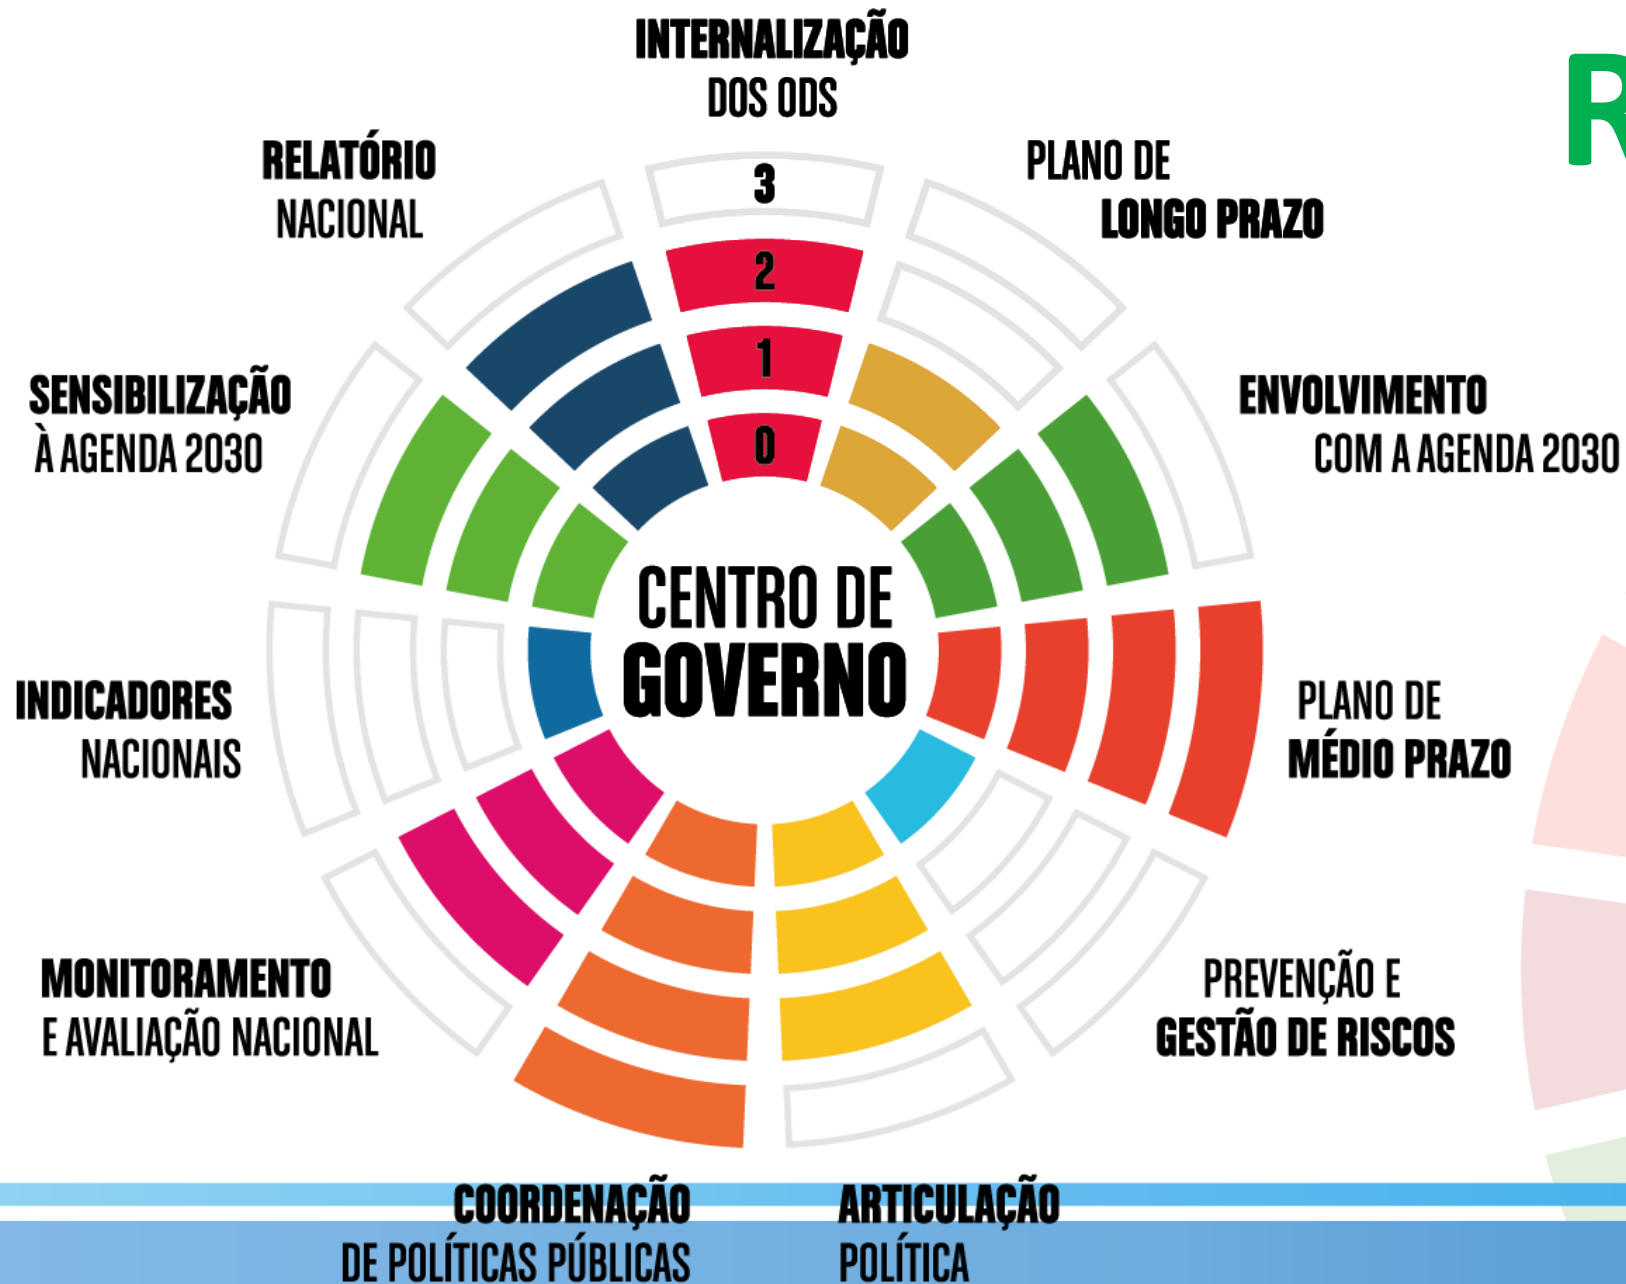 INTERNALIZAÇÃO
DOS ODS
R
RELATÓRIO
NACIONAL
PLANO DE
LONGO PRAZO
3
2
1
0
SENSIBILIZAÇÃO
À AGENDA 2030
ENVOLVIMENTO
COM A AGENDA 2030
CENTRO DE
GOVERNO
INDICADORES
NACIONAIS
PLANO DE
MÉDIO PRAZO
MONITORAMENTO
E AVALIAÇÃO NACIONAL
PREVENÇÃO E
GESTÃO DE RISCOS
COORDENAÇÃO
DE POLÍTICAS PÚBLICAS
ARTICULAÇÃO
POLÍTICA